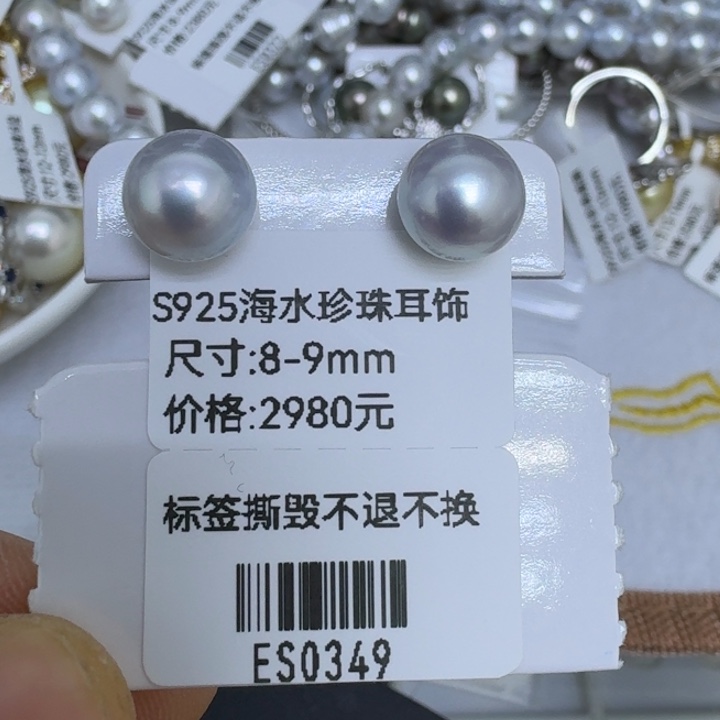 S925海水珍珠耳饰
尺寸:8-9mm
价格:2980元
标签撕毁不退不换
ES0349